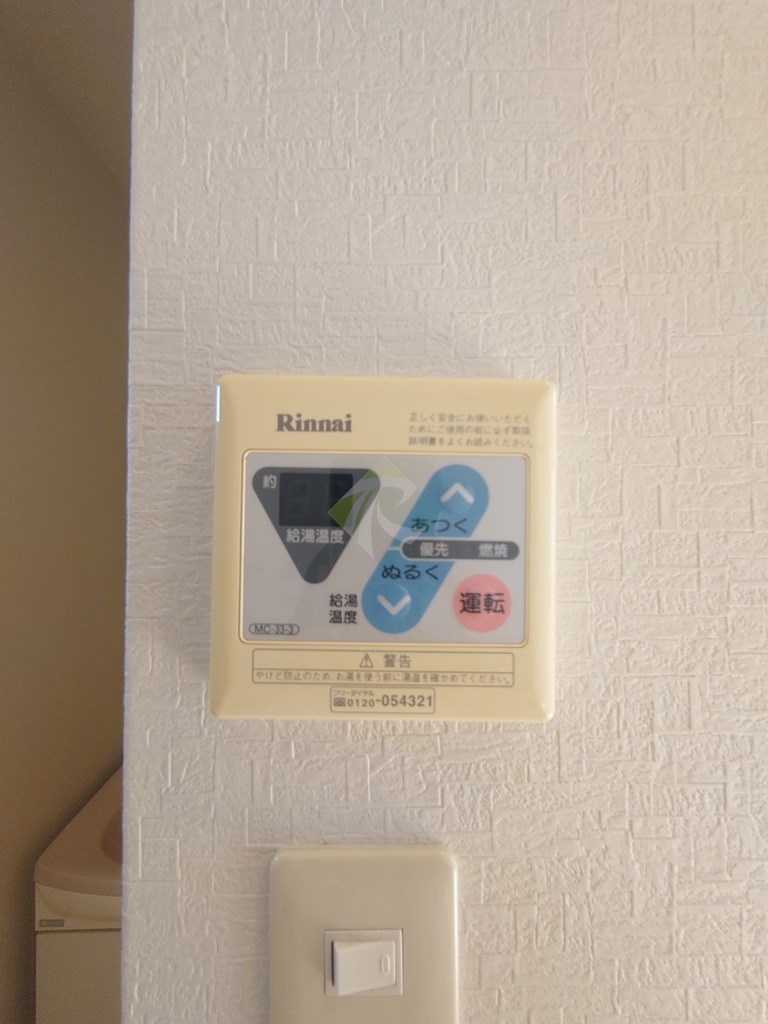 Rinnai
正しく安全にお使いいただく
ためにご使用の前に必ず取扱
説明書をよくお読みください。
約
給湯温度
あつく
優先 燃焼
ぬるく
給湯
温度
運転
MC-33-3
⚠ 警告
やけど防止のため、お湯を使う前に湯温を確かめてください。
フリーダイヤル
0120-054321